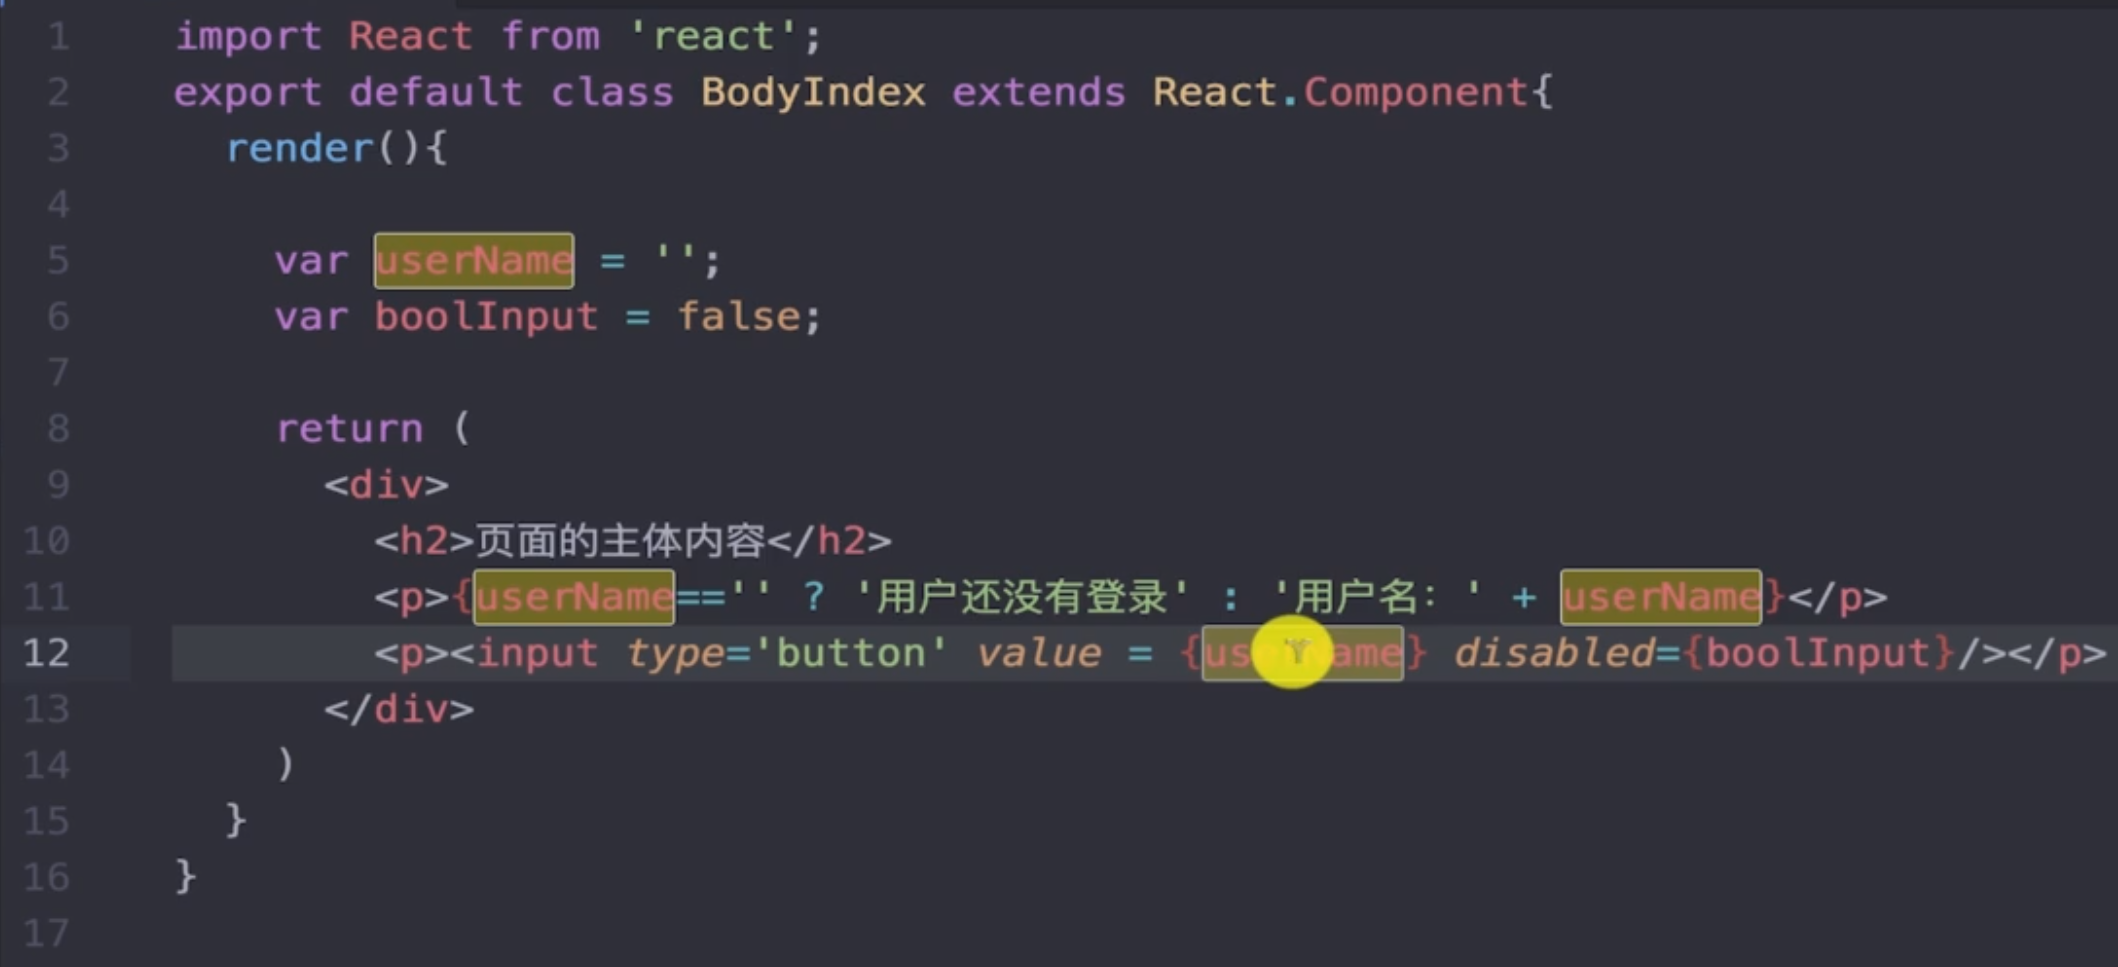 1 import React from 'react';
2 export default class BodyIndex extends React.Component{
3 render(){
4
5 var userName = '';
6 var boolInput = false;
7
8 return (
9 <div>
10 <h2>页面的主体内容</h2>
11 <p>{userName=='' ? '用户还没有登录' : '用户名：' + userName}</p>
12 <p><input type='button' value = {userName} disabled={boolInput}/></p>
13 </div>
14 )
15 }
16 }
17